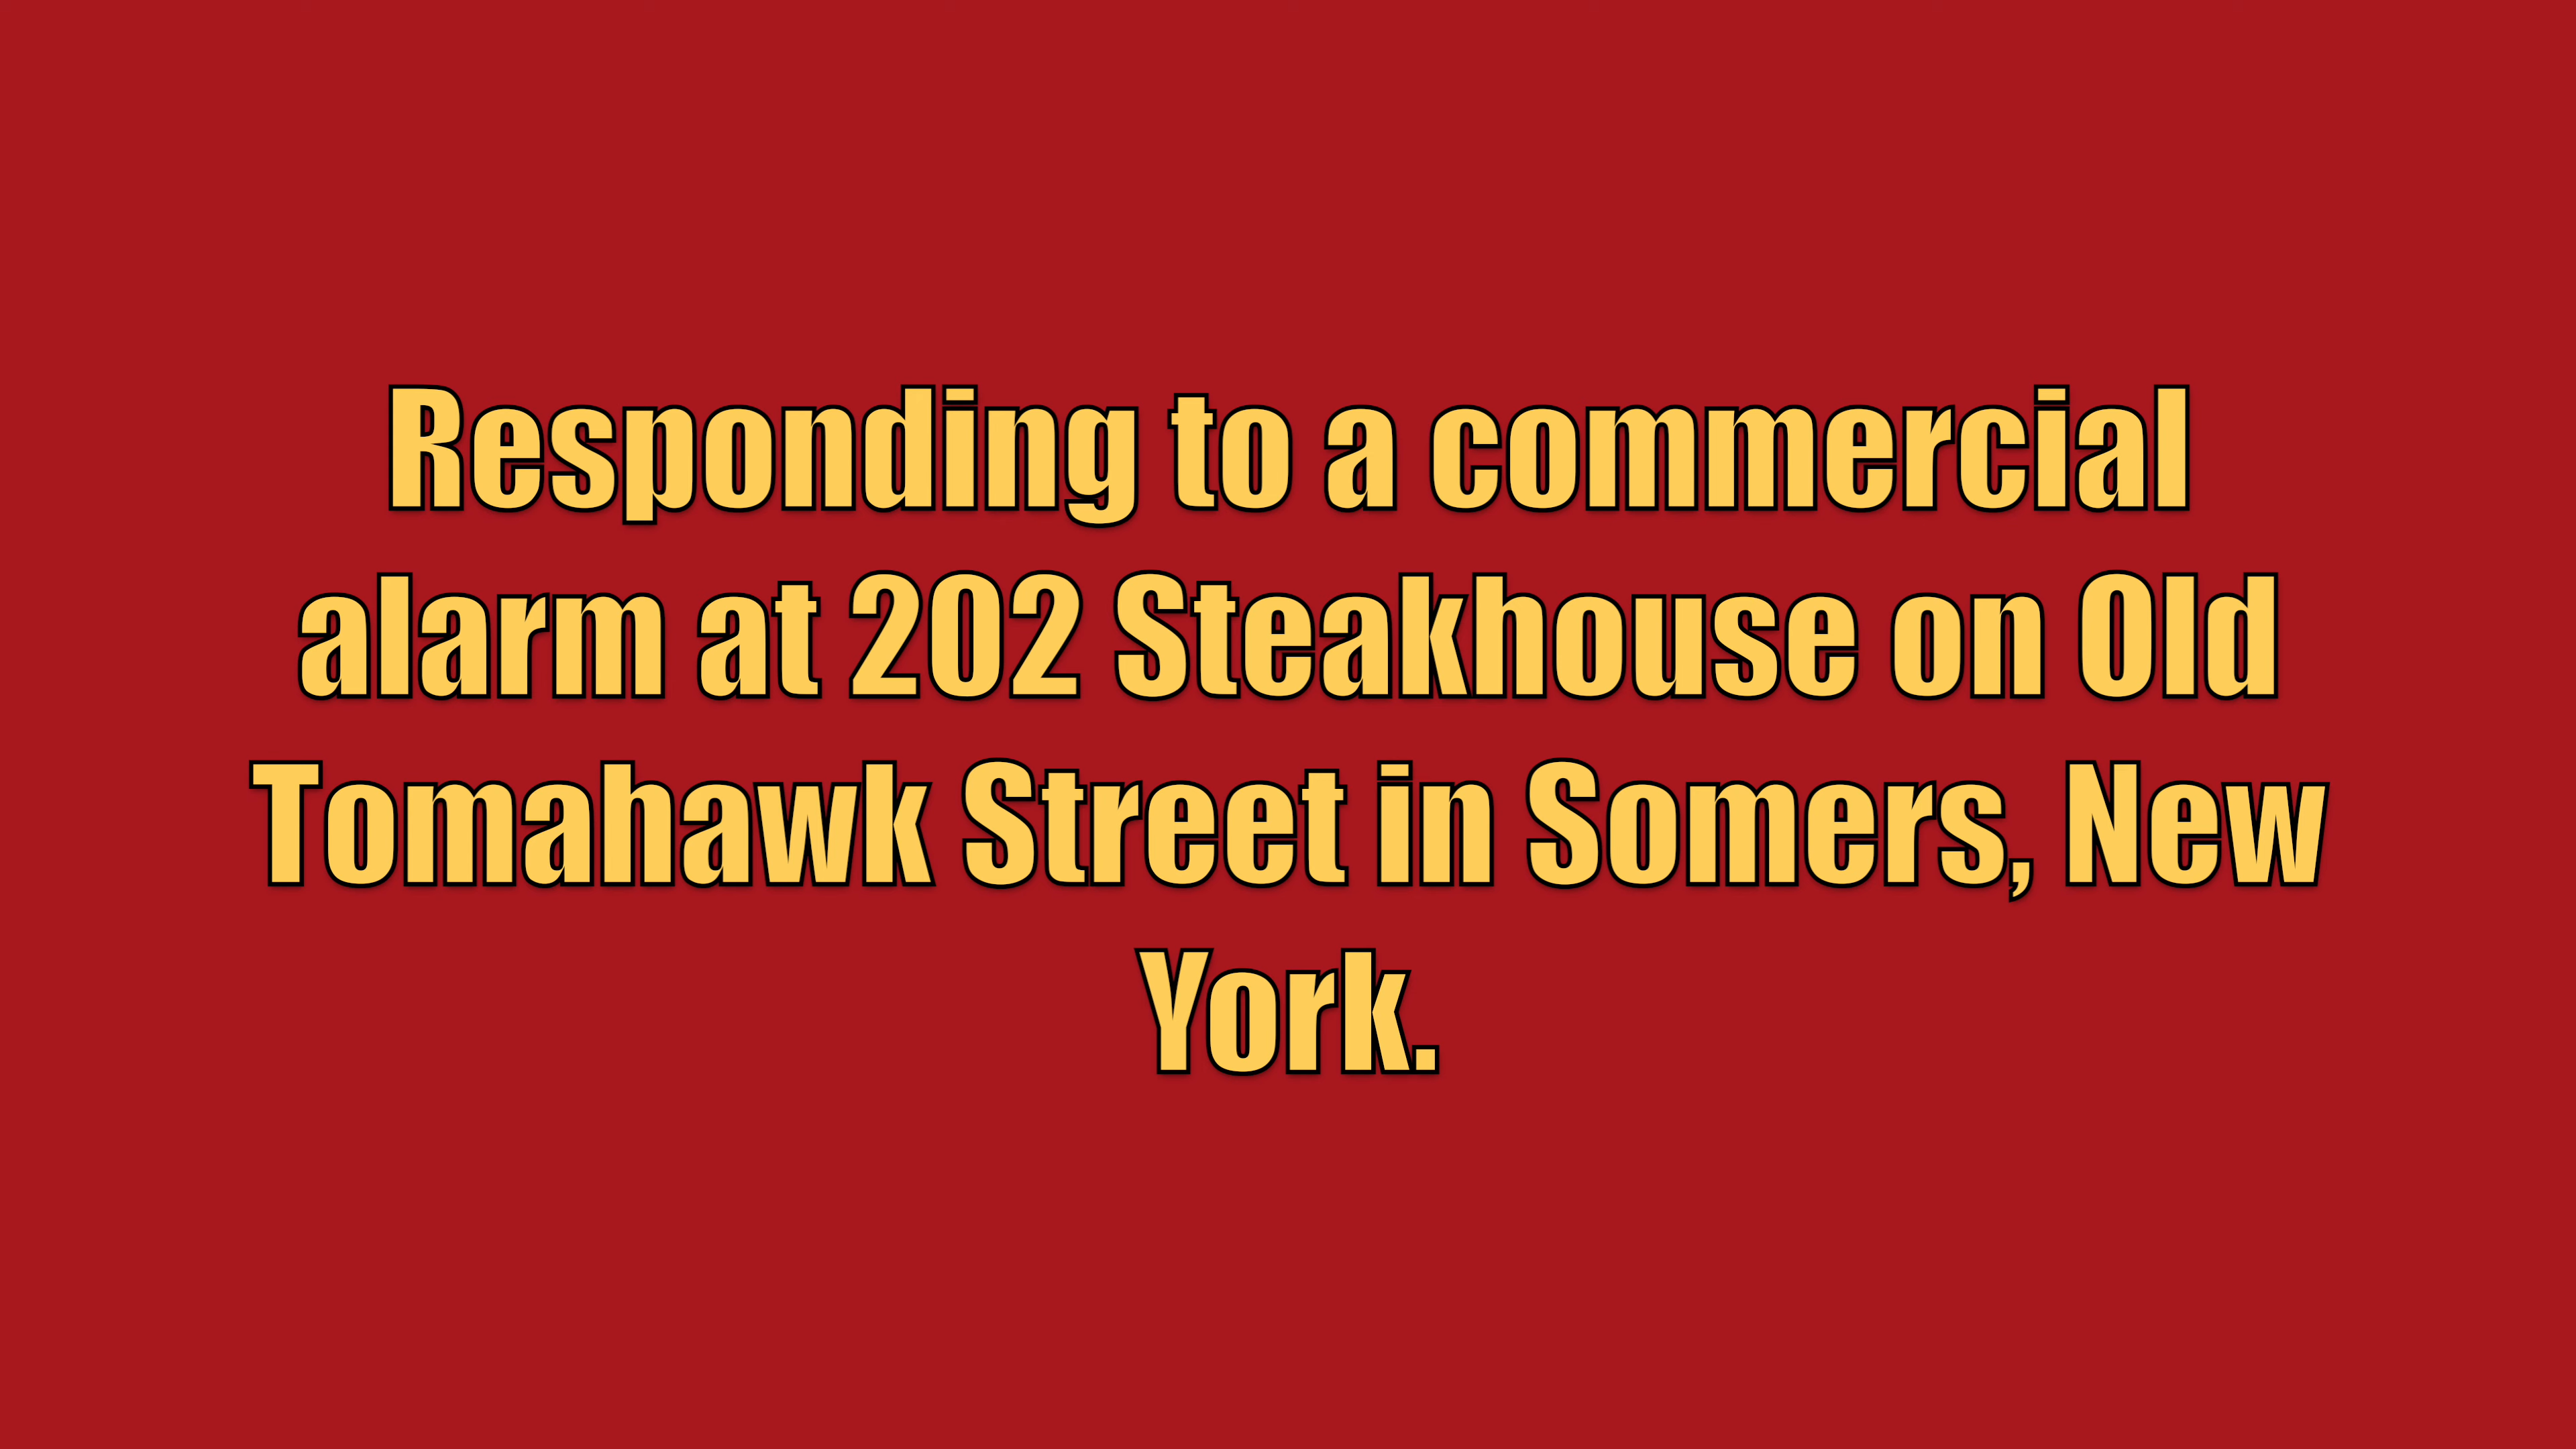 Responding to a commercial
alarm at 202 Steakhouse on Old
Tomahawk Street in Somers, New
York.